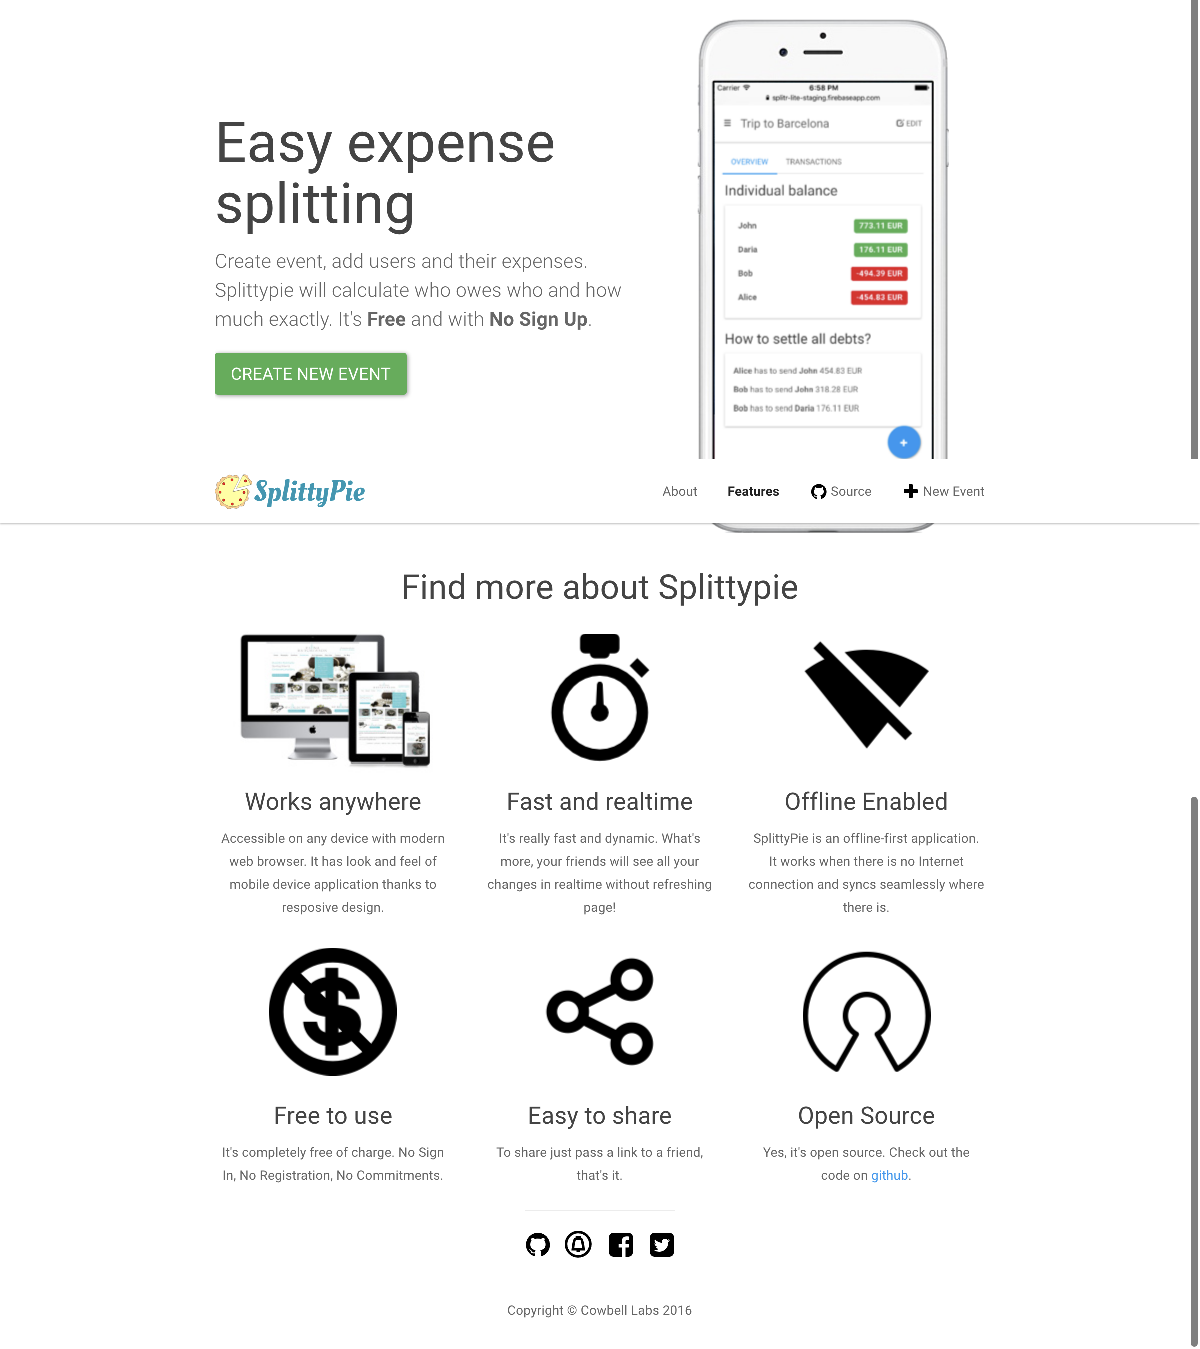 Easy expense
splitting
Create event, add users and their expenses.
Splittypie will calculate who owes who and how
much exactly. It's Free and with No Sign Up.
CREATE NEW EVENT
Carrier 6:58 PM
splitr-lite-staging.firebaseapp.com
Trip to Barcelona EDIT
OVERVIEW TRANSACTIONS
Individual balance
John 773.11 EUR
Daria 176.11 EUR
Bob -494.39 EUR
Alice -454.83 EUR
How to settle all debts?
Alice has to send John 454.83 EUR
Bob has to send John 318.28 EUR
Bob has to send Daria 176.11 EUR
SplittyPie About Features Source New Event
Find more about Splittypie
Works anywhere
Accessible on any device with modern
web browser. It has look and feel of
mobile device application thanks to
resposive design.
Fast and realtime
It's really fast and dynamic. What's
more, your friends will see all your
changes in realtime without refreshing
page!
Offline Enabled
SplittyPie is an offline-first application.
It works when there is no Internet
connection and syncs seamlessly where
there is.
Free to use
It's completely free of charge. No Sign
In, No Registration, No Commitments.
Easy to share
To share just pass a link to a friend,
that's it.
Open Source
Yes, it's open source. Check out the
code on github.
Copyright © Cowbell Labs 2016